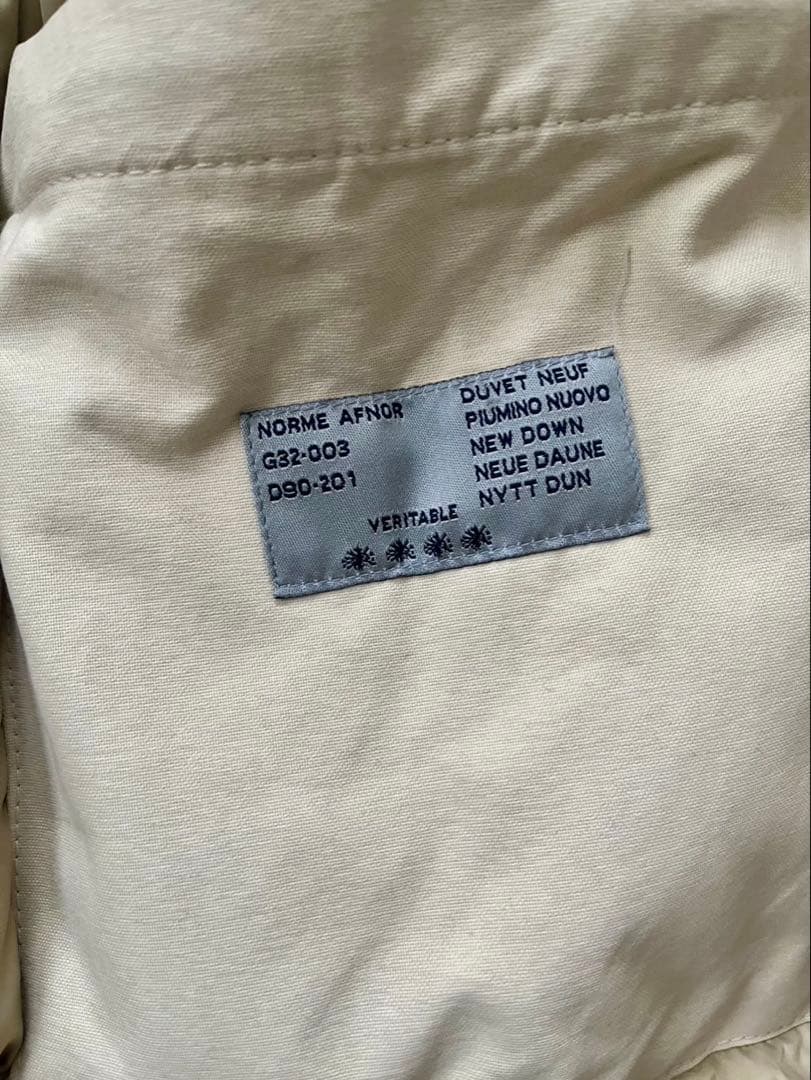 NORME AFNOR
G32-003
D90-201
DUVET NEUF
PIUMINO NUOVO
NEW DOWN
NEUE DAUNE
NYTT DUN
VERITABLE